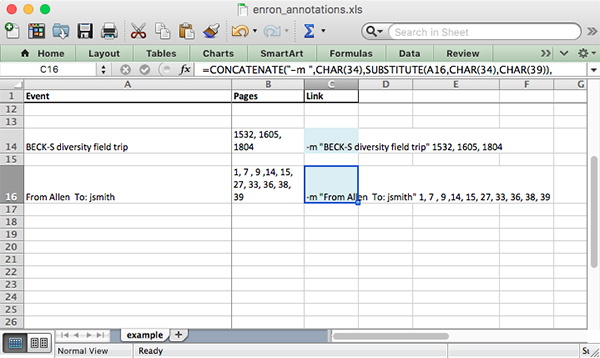 enron_annotations.xls
Search in Sheet
Home Layout Tables Charts SmartArt Formulas Data Review
C16 fx =CONCATENATE("-m ",CHAR(34),SUBSTITUTE(A16,CHAR(34),CHAR(39)),
A B C D E F G
1 Event Pages Link
12
13
1532, 1605,
14 BECK-S diversity field trip 1804 -m "BECK-S diversity field trip" 1532, 1605, 1804
15
1, 7 , 9 ,14, 15,
27, 33, 36, 38,
16 From Allen To: jsmith 39 -m "From Allen To: jsmith" 1, 7 , 9 ,14, 15, 27, 33, 36, 38, 39
17
18
19
20
21
22
23
24
25
26
example
Normal View Ready